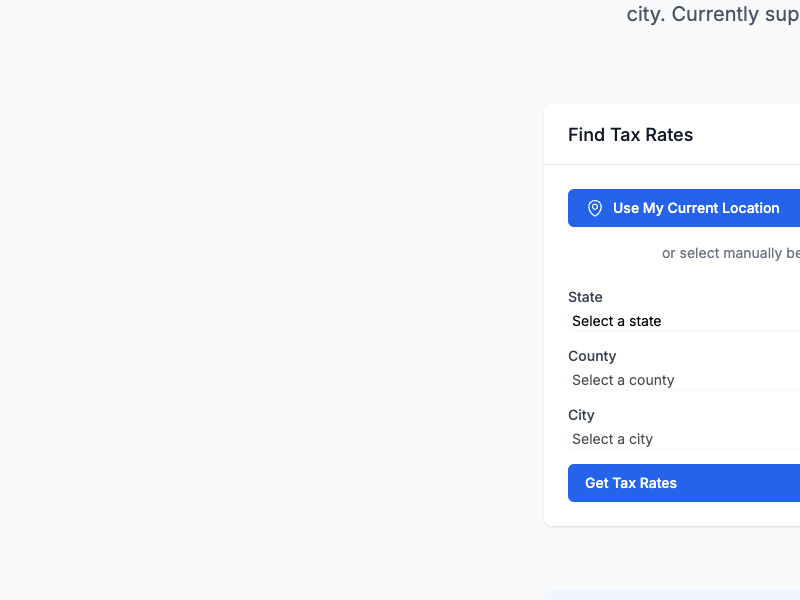 city. Currently sup
Find Tax Rates
Use My Current Location
or select manually be
State
Select a state
County
Select a county
City
Select a city
Get Tax Rates